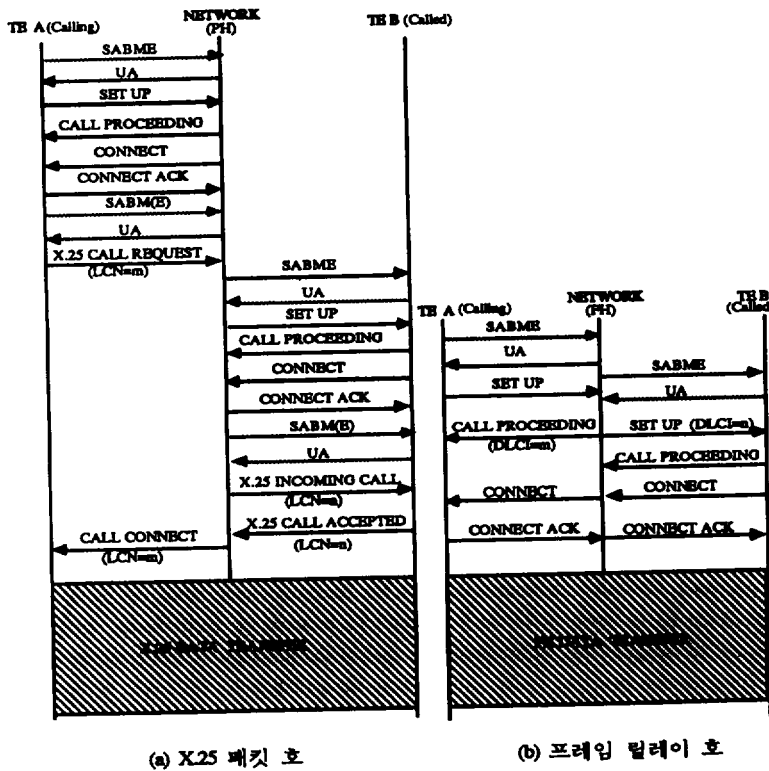 TE A (Calling)
NETWORK
(PH)
TE B (Called)
SABME
UA
SET UP
CALL PROCEEDING
CONNECT
CONNECT ACK
SABM(E)
UA
X.25 CALL REQUEST
(LCN=m)
SABME
UA
SET UP
CALL PROCEEDING
CONNECT
CONNECT ACK
SABM(E)
UA
X.25 INCOMING CALL
(LCN=n)
X.25 CALL ACCEPTED
(LCN=n)
CALL CONNECT
(LCN=m)
(a) X.25 패킷 호
TE A (Calling)
NETWORK
(PH)
TE B
(Called)
SABME
UA
SABME
SET UP
UA
CALL PROCEEDING
(DLCI=m)
SET UP (DLCI=n)
CALL PROCEEDING
CONNECT
CONNECT
CONNECT ACK
CONNECT ACK
(b) 프레임 릴레이 호